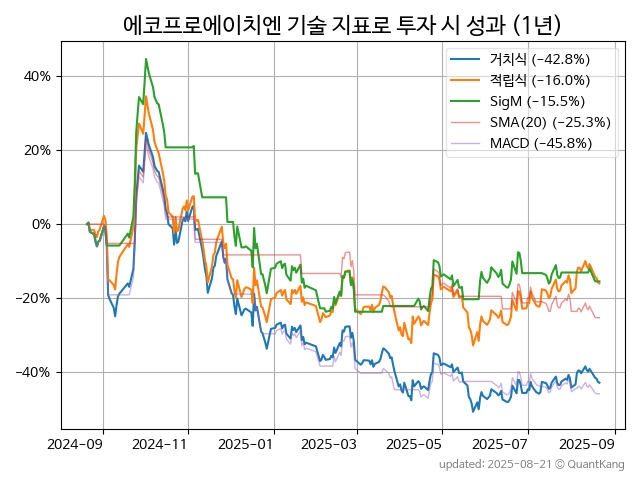 에코프로에이치엔 기술 지표로 투자 시 성과 (1년)
거치식 (−42.8%)
적립식 (−16.0%)
SigM (−15.5%)
SMA(20) (−25.3%)
MACD (−45.8%)
40%
20%
0%
−20%
−40%
2024-09 2024-11 2025-01 2025-03 2025-05 2025-07 2025-09
updated: 2025-08-21 © QuantKang